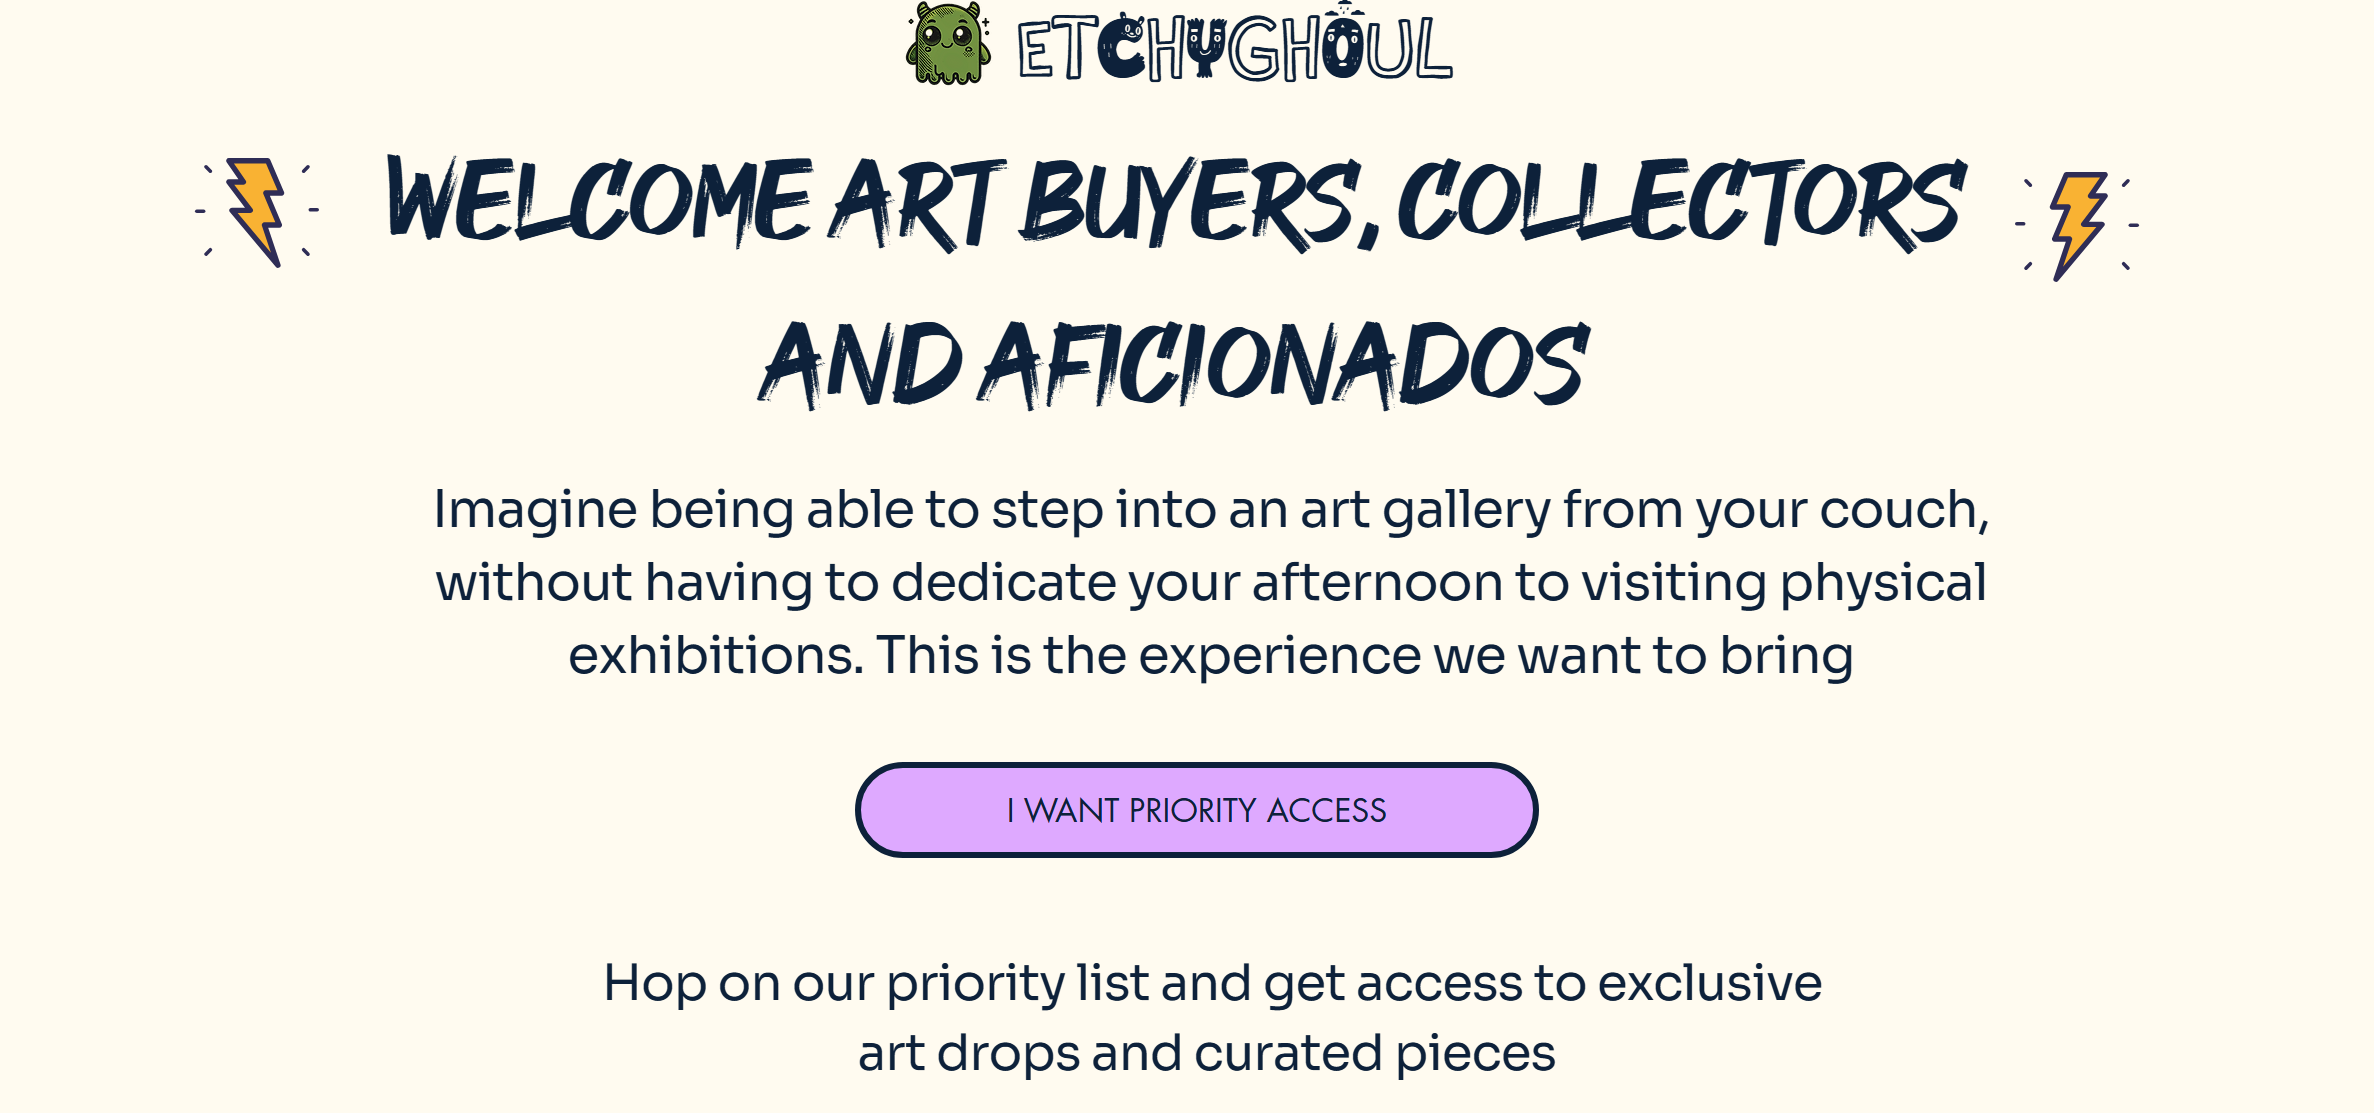 ETCHYGHOUL
WELCOME ART BUYERS, COLLECTORS
AND AFICIONADOS
Imagine being able to step into an art gallery from your couch,
without having to dedicate your afternoon to visiting physical
exhibitions. This is the experience we want to bring
I WANT PRIORITY ACCESS
Hop on our priority list and get access to exclusive
art drops and curated pieces